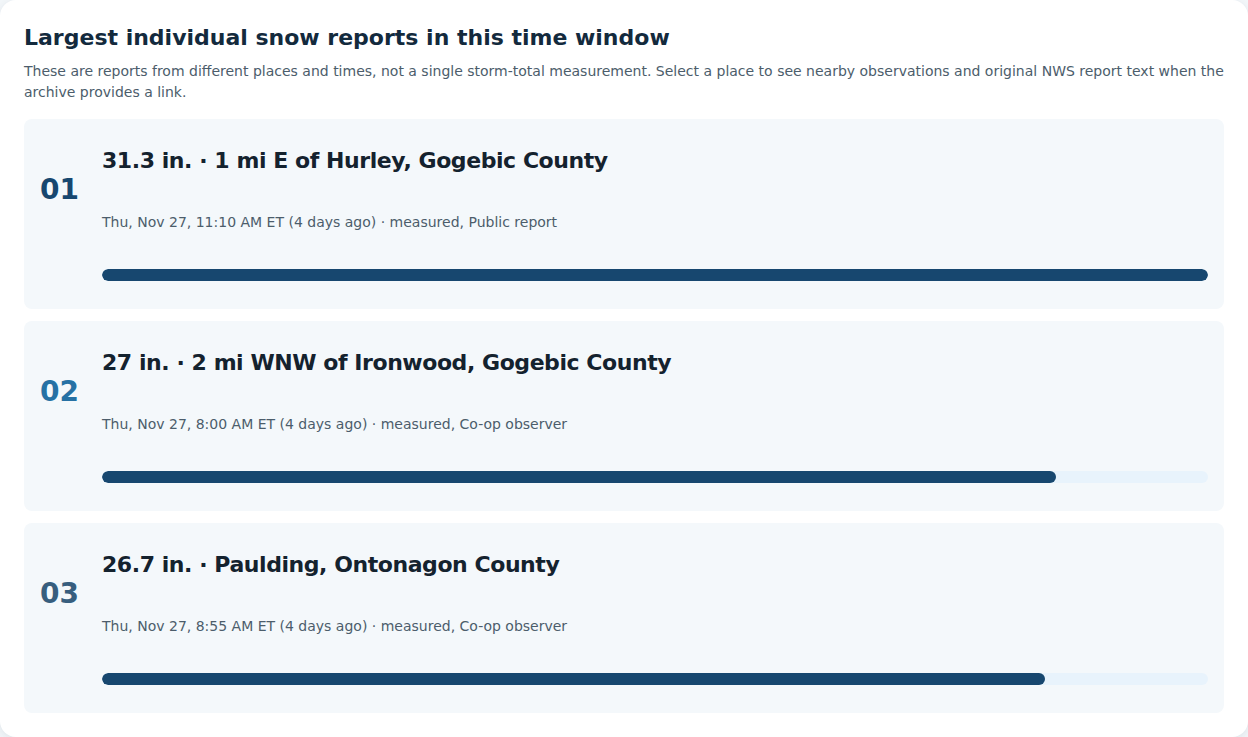 Largest individual snow reports in this time window
These are reports from different places and times, not a single storm-total measurement. Select a place to see nearby observations and original NWS report text when the
archive provides a link.
01
31.3 in. · 1 mi E of Hurley, Gogebic County
Thu, Nov 27, 11:10 AM ET (4 days ago) · measured, Public report
02
27 in. · 2 mi WNW of Ironwood, Gogebic County
Thu, Nov 27, 8:00 AM ET (4 days ago) · measured, Co-op observer
03
26.7 in. · Paulding, Ontonagon County
Thu, Nov 27, 8:55 AM ET (4 days ago) · measured, Co-op observer